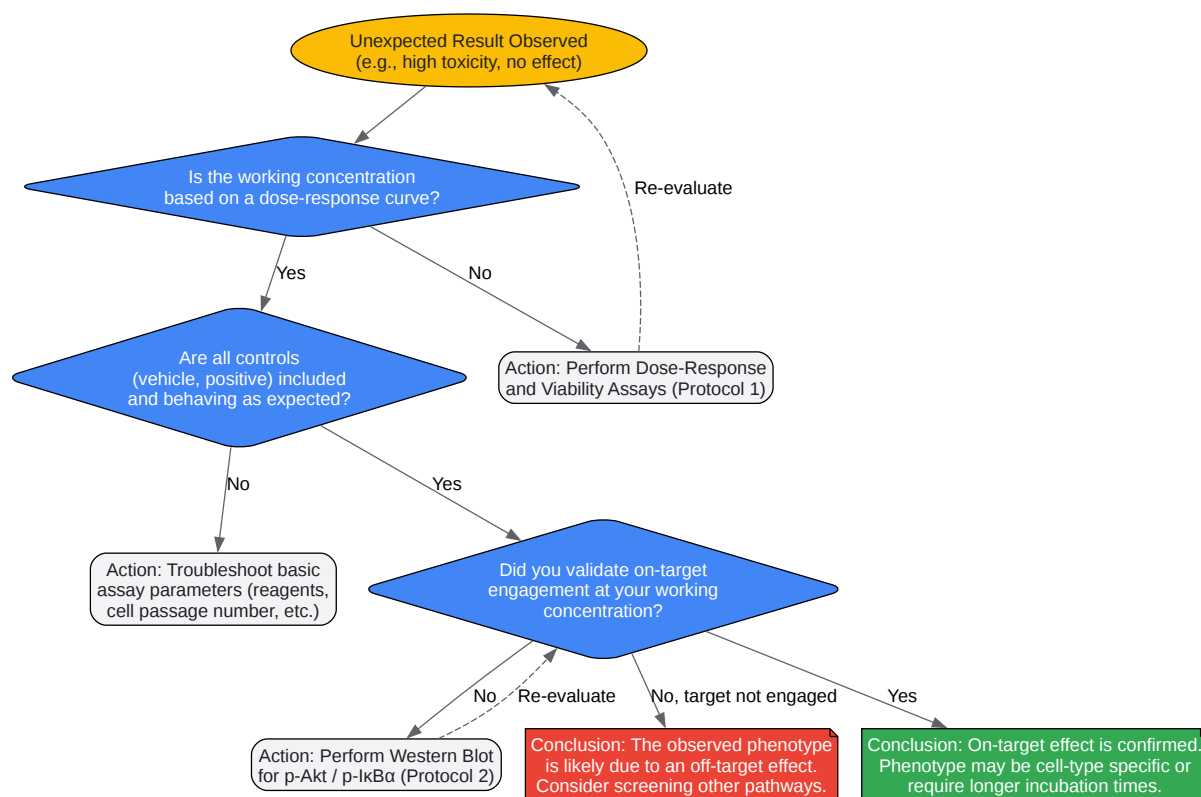 Unexpected Result Observed
(e.g., high toxicity, no effect)
Is the working concentration
based on a dose-response curve?
Re-evaluate
Yes
No
Are all controls
(vehicle, positive) included
and behaving as expected?
Action: Perform Dose-Response
and Viability Assays (Protocol 1)
No
Yes
Action: Troubleshoot basic
assay parameters (reagents,
cell passage number, etc.)
Did you validate on-target
engagement at your working
concentration?
No
Re-evaluate
No, target not engaged
Yes
Action: Perform Western Blot
for p-Akt / p-IκBα (Protocol 2)
Conclusion: The observed phenotype
is likely due to an off-target effect.
Consider screening other pathways.
Conclusion: On-target effect is confirmed.
Phenotype may be cell-type specific or
require longer incubation times.